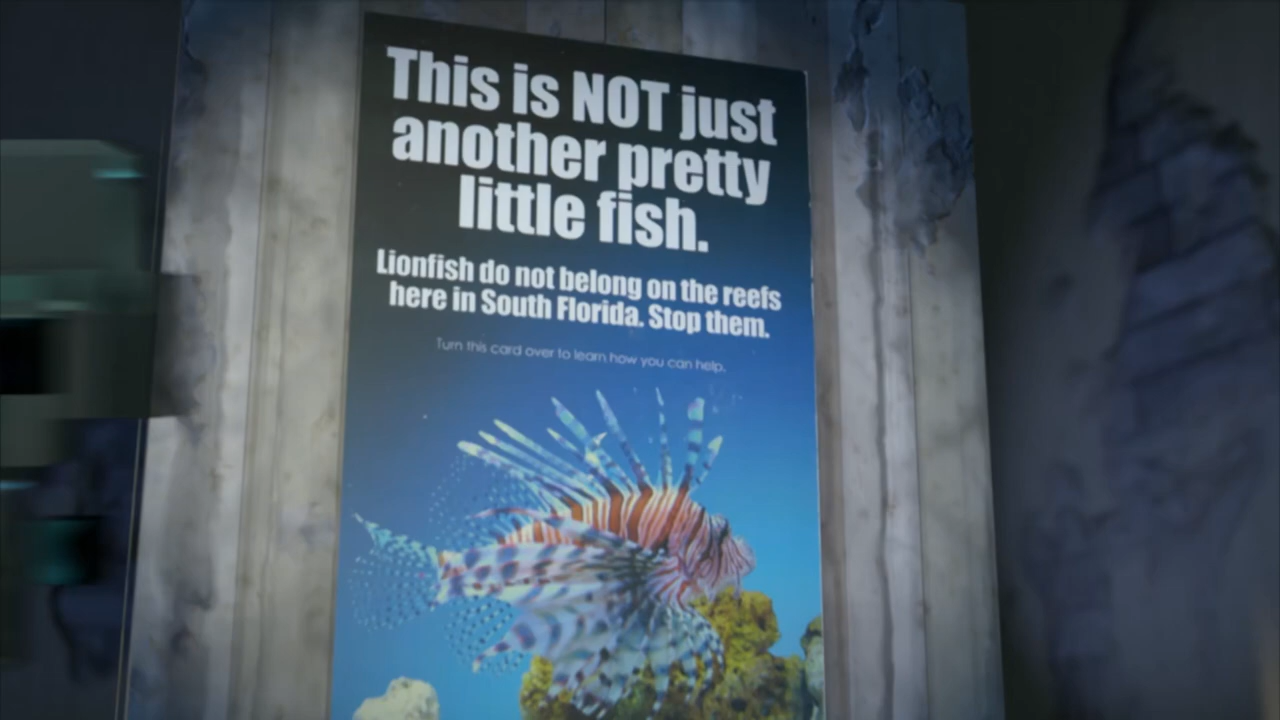 This is NOT just
another pretty
little fish.
Lionfish do not belong on the reefs
here in South Florida. Stop them.
Turn this card over to learn how you can help.